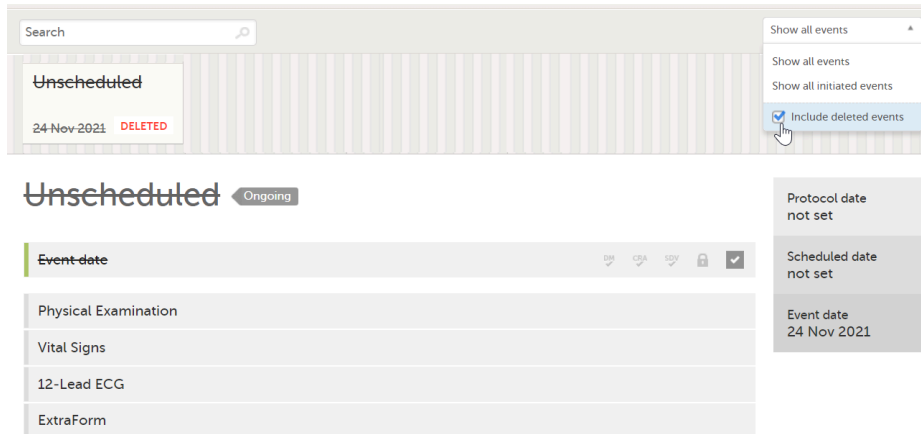 Search
Show all events
Show all events
Show all initiated events
Include deleted events
Unscheduled
24 Nov 2021 DELETED
Unscheduled Ongoing
Event date DM CRA SDV
Physical Examination
Vital Signs
12-Lead ECG
ExtraForm
Protocol date
not set
Scheduled date
not set
Event date
24 Nov 2021